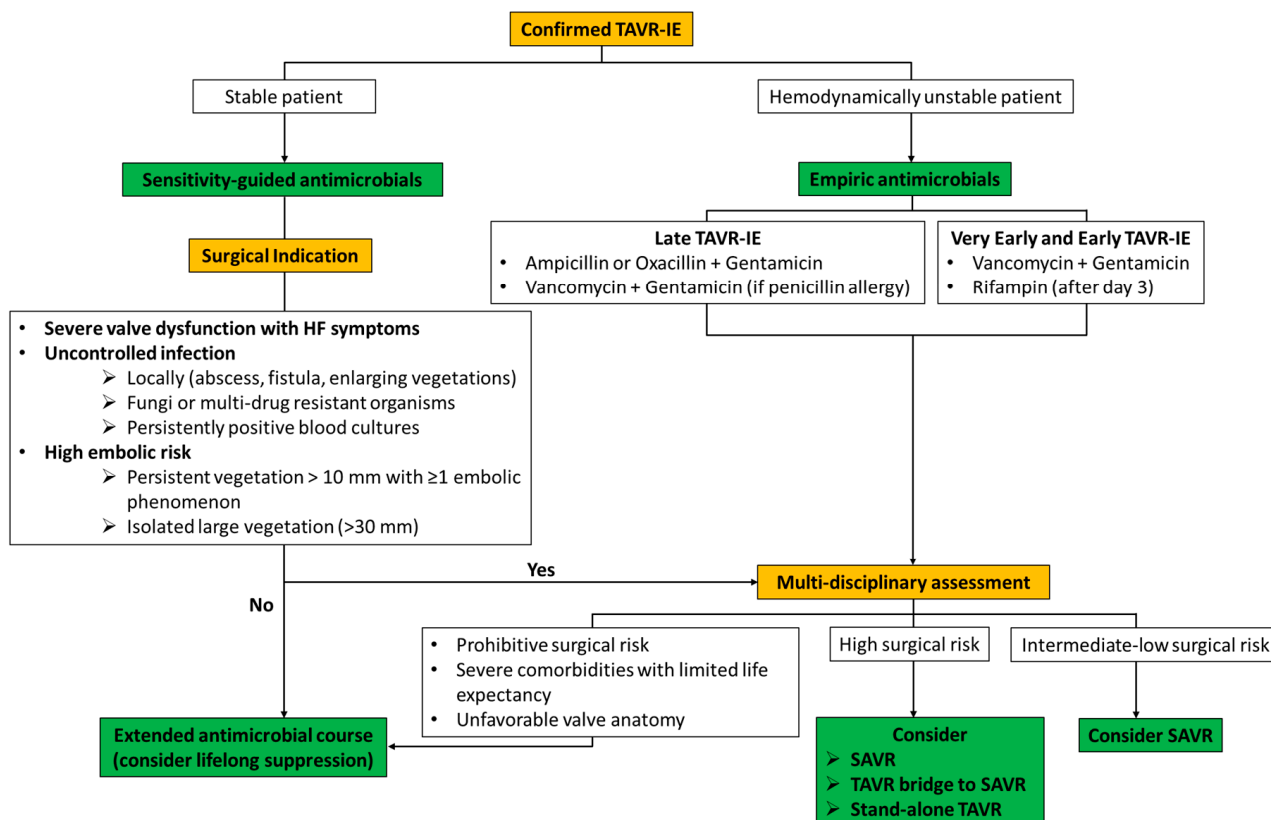 Confirmed TAVR-IE
Stable patient
Hemodynamically unstable patient
Sensitivity-guided antimicrobials
Empiric antimicrobials
Surgical Indication
Late TAVR-IE
• Ampicillin or Oxacillin + Gentamicin
• Vancomycin + Gentamicin (if penicillin allergy)
Very Early and Early TAVR-IE
• Vancomycin + Gentamicin
• Rifampin (after day 3)
• Severe valve dysfunction with HF symptoms
• Uncontrolled infection
➢ Locally (abscess, fistula, enlarging vegetations)
➢ Fungi or multi-drug resistant organisms
➢ Persistently positive blood cultures
• High embolic risk
➢ Persistent vegetation > 10 mm with ≥1 embolic
phenomenon
➢ Isolated large vegetation (>30 mm)
Yes
No
Multi-disciplinary assessment
• Prohibitive surgical risk
• Severe comorbidities with limited life
expectancy
• Unfavorable valve anatomy
High surgical risk
Intermediate-low surgical risk
Extended antimicrobial course
(consider lifelong suppression)
Consider
➢ SAVR
➢ TAVR bridge to SAVR
➢ Stand-alone TAVR
Consider SAVR